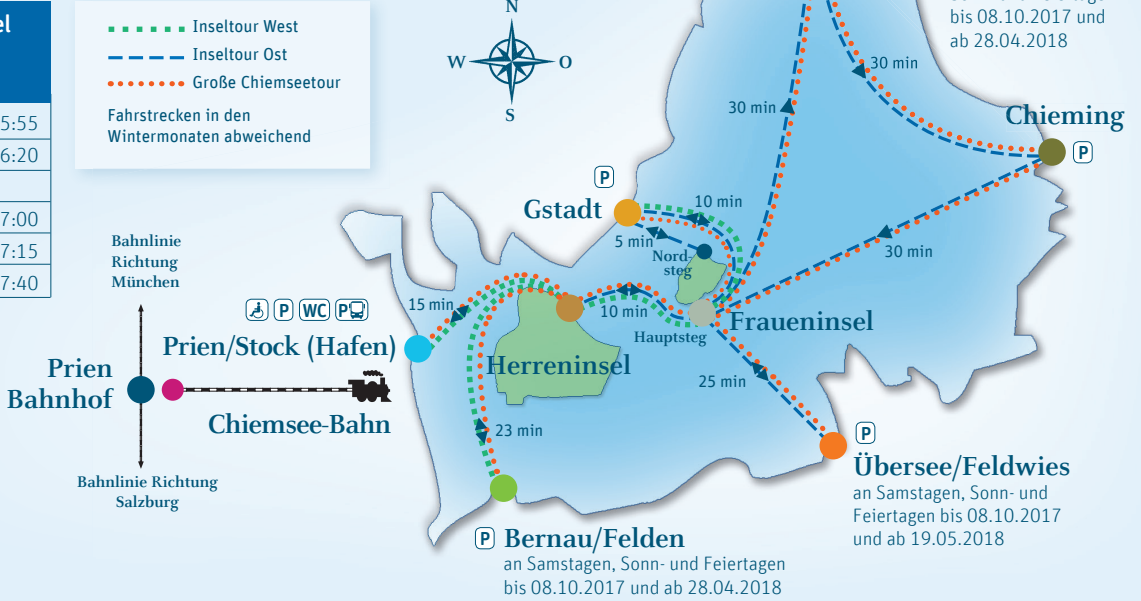 el
5:55
6:20
7:00
7:15
7:40
Inseltour West
Inseltour Ost
Große Chiemseetour
Fahrstrecken in den
Wintermonaten abweichend
N
W
O
S
bis 08.10.2017 und
ab 28.04.2018
30 min
30 min
Chieming
P
P
Gstadt
10 min
5 min
Nord-
steg
30 min
Bahnlinie
Richtung
München
P
WC
P
15 min
10 min
Hauptsteg
Fraueninsel
Prien/Stock (Hafen)
Herreninsel
Prien
Bahnhof
Chiemsee-Bahn
25 min
23 min
P
Übersee/Feldwies
an Samstagen, Sonn- und
Feiertagen bis 08.10.2017
und ab 19.05.2018
Bahnlinie Richtung
Salzburg
P
Bernau/Felden
an Samstagen, Sonn- und Feiertagen
bis 08.10.2017 und ab 28.04.2018